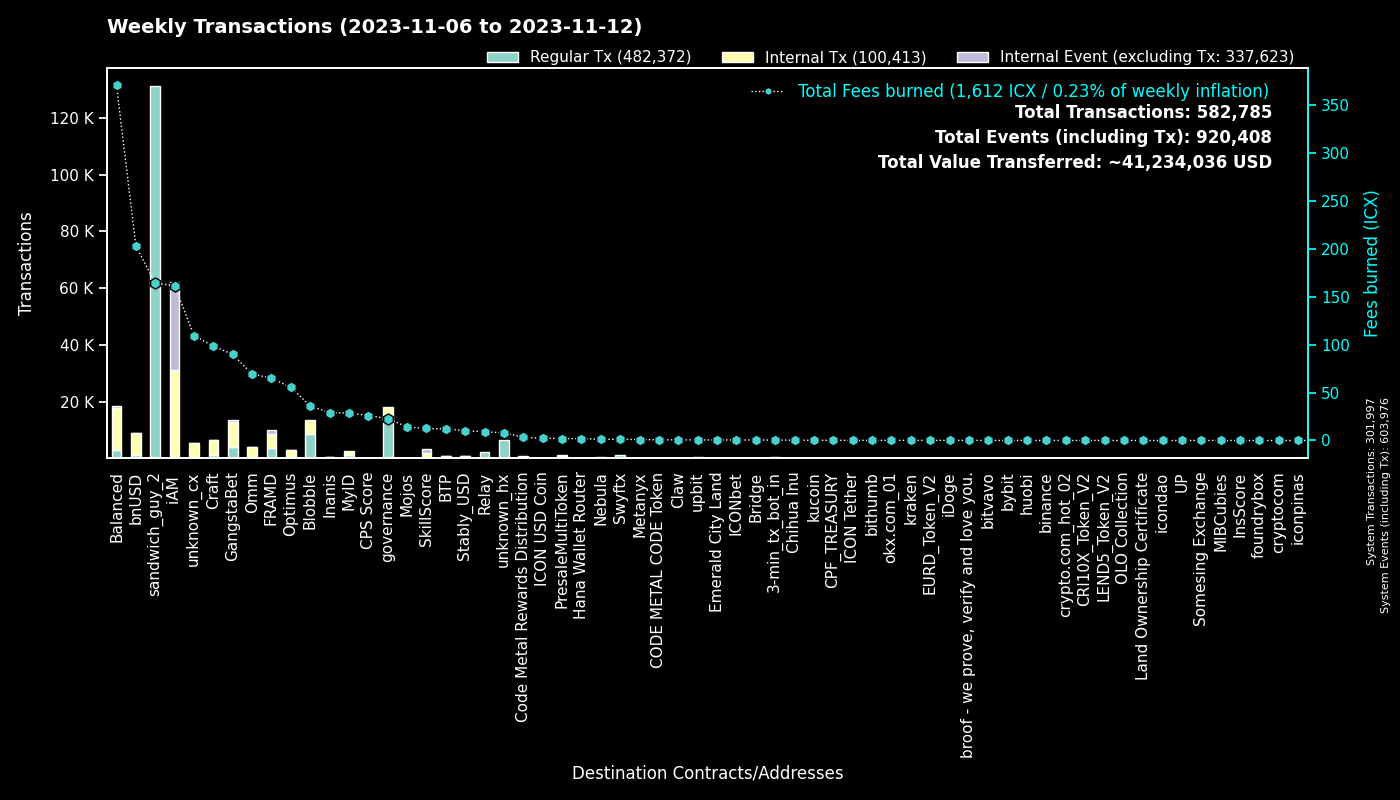 Weekly Transactions (2023-11-06 to 2023-11-12)
Regular Tx (482,372)
Internal Tx (100,413)
Internal Event (excluding Tx: 337,623)
Total Fees burned (1,612 ICX / 0.23% of weekly inflation)
Total Transactions: 582,785
Total Events (including Tx): 920,408
Total Value Transferred: ~41,234,036 USD
Transactions
120 K
100 K
80 K
60 K
40 K
20 K
350
300
250
200
150
100
50
0
Fees burned (ICX)
System Transactions: 301,997
System Events (including Tx): 603,976
Balanced
bnUSD
sandwich_guy_2
iAM
unknown_cx
Craft
GangstaBet
Omm
FRAMD
Optimus
Blobble
Inanis
MyID
CPS Score
governance
Mojos
SkillScore
BTP
Stably_USD
Relay
unknown_hx
Code Metal Rewards Distribution
ICON USD Coin
PresaleMultiToken
Hana Wallet Router
Nebula
Swyftx
Metanyx
CODE METAL CODE Token
Claw
upbit
Emerald City Land
ICONbet
Bridge
3-min_tx_bot_in
Chihua Inu
kucoin
CPF_TREASURY
ICON Tether
bithumb
okx.com_01
kraken
EURD_Token_V2
iDoge
broof - we prove, verify and love you.
bitvavo
bybit
huobi
binance
crypto.com_hot_02
CRI10X_Token_V2
LEND5_Token_V2
OLO Collection
Land Ownership Certificate
icondao
UP
Somesing Exchange
MIBCubies
InsScore
foundrybox
cryptocom
iconpinas
Destination Contracts/Addresses